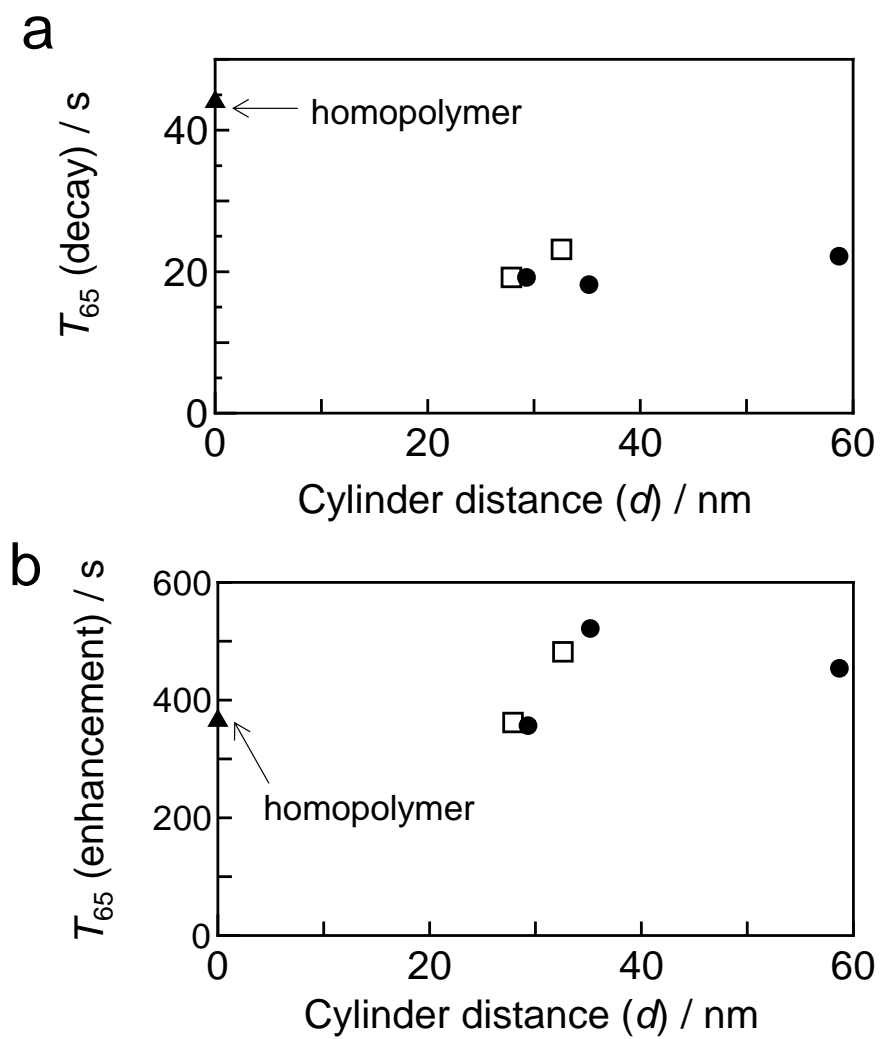 a
T65 (decay) / s
40
20
0
homopolymer
0 20 40 60
Cylinder distance (d) / nm
b
T65 (enhancement) / s
600
400
200
0
homopolymer
0 20 40 60
Cylinder distance (d) / nm